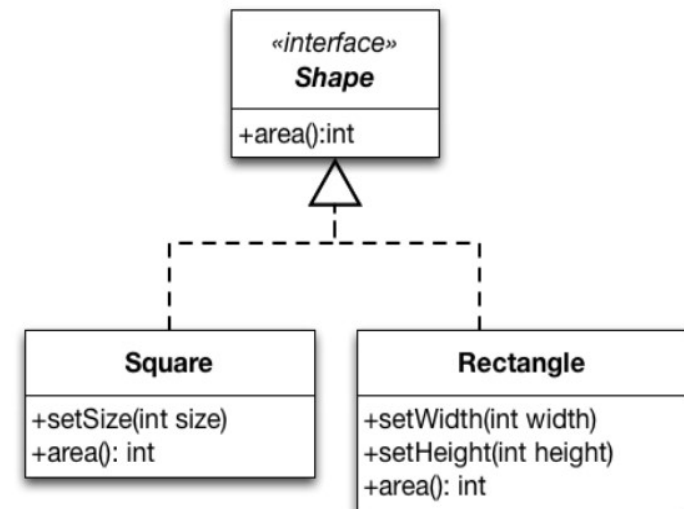 «interface»
Shape
+area():int
Square
+setSize(int size)
+area(): int
Rectangle
+setWidth(int width)
+setHeight(int height)
+area(): int